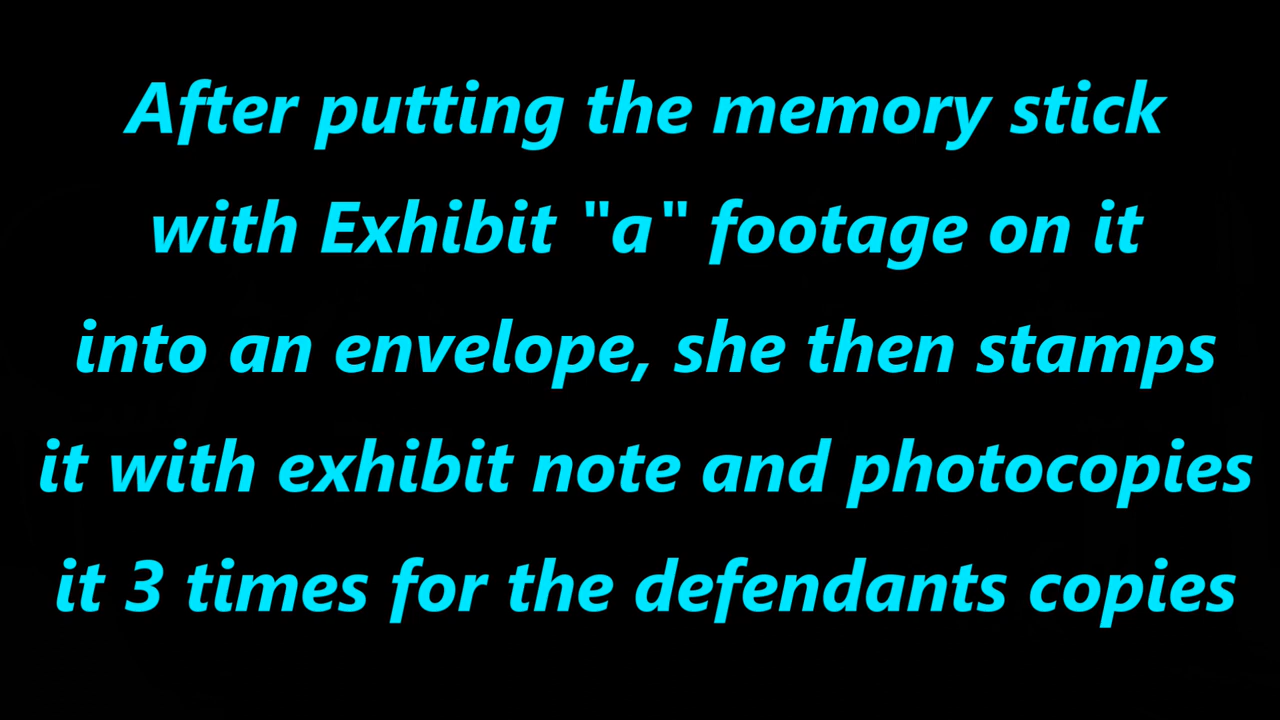 After putting the memory stick
with Exhibit "a" footage on it
into an envelope, she then stamps
it with exhibit note and photocopies
it 3 times for the defendants copies